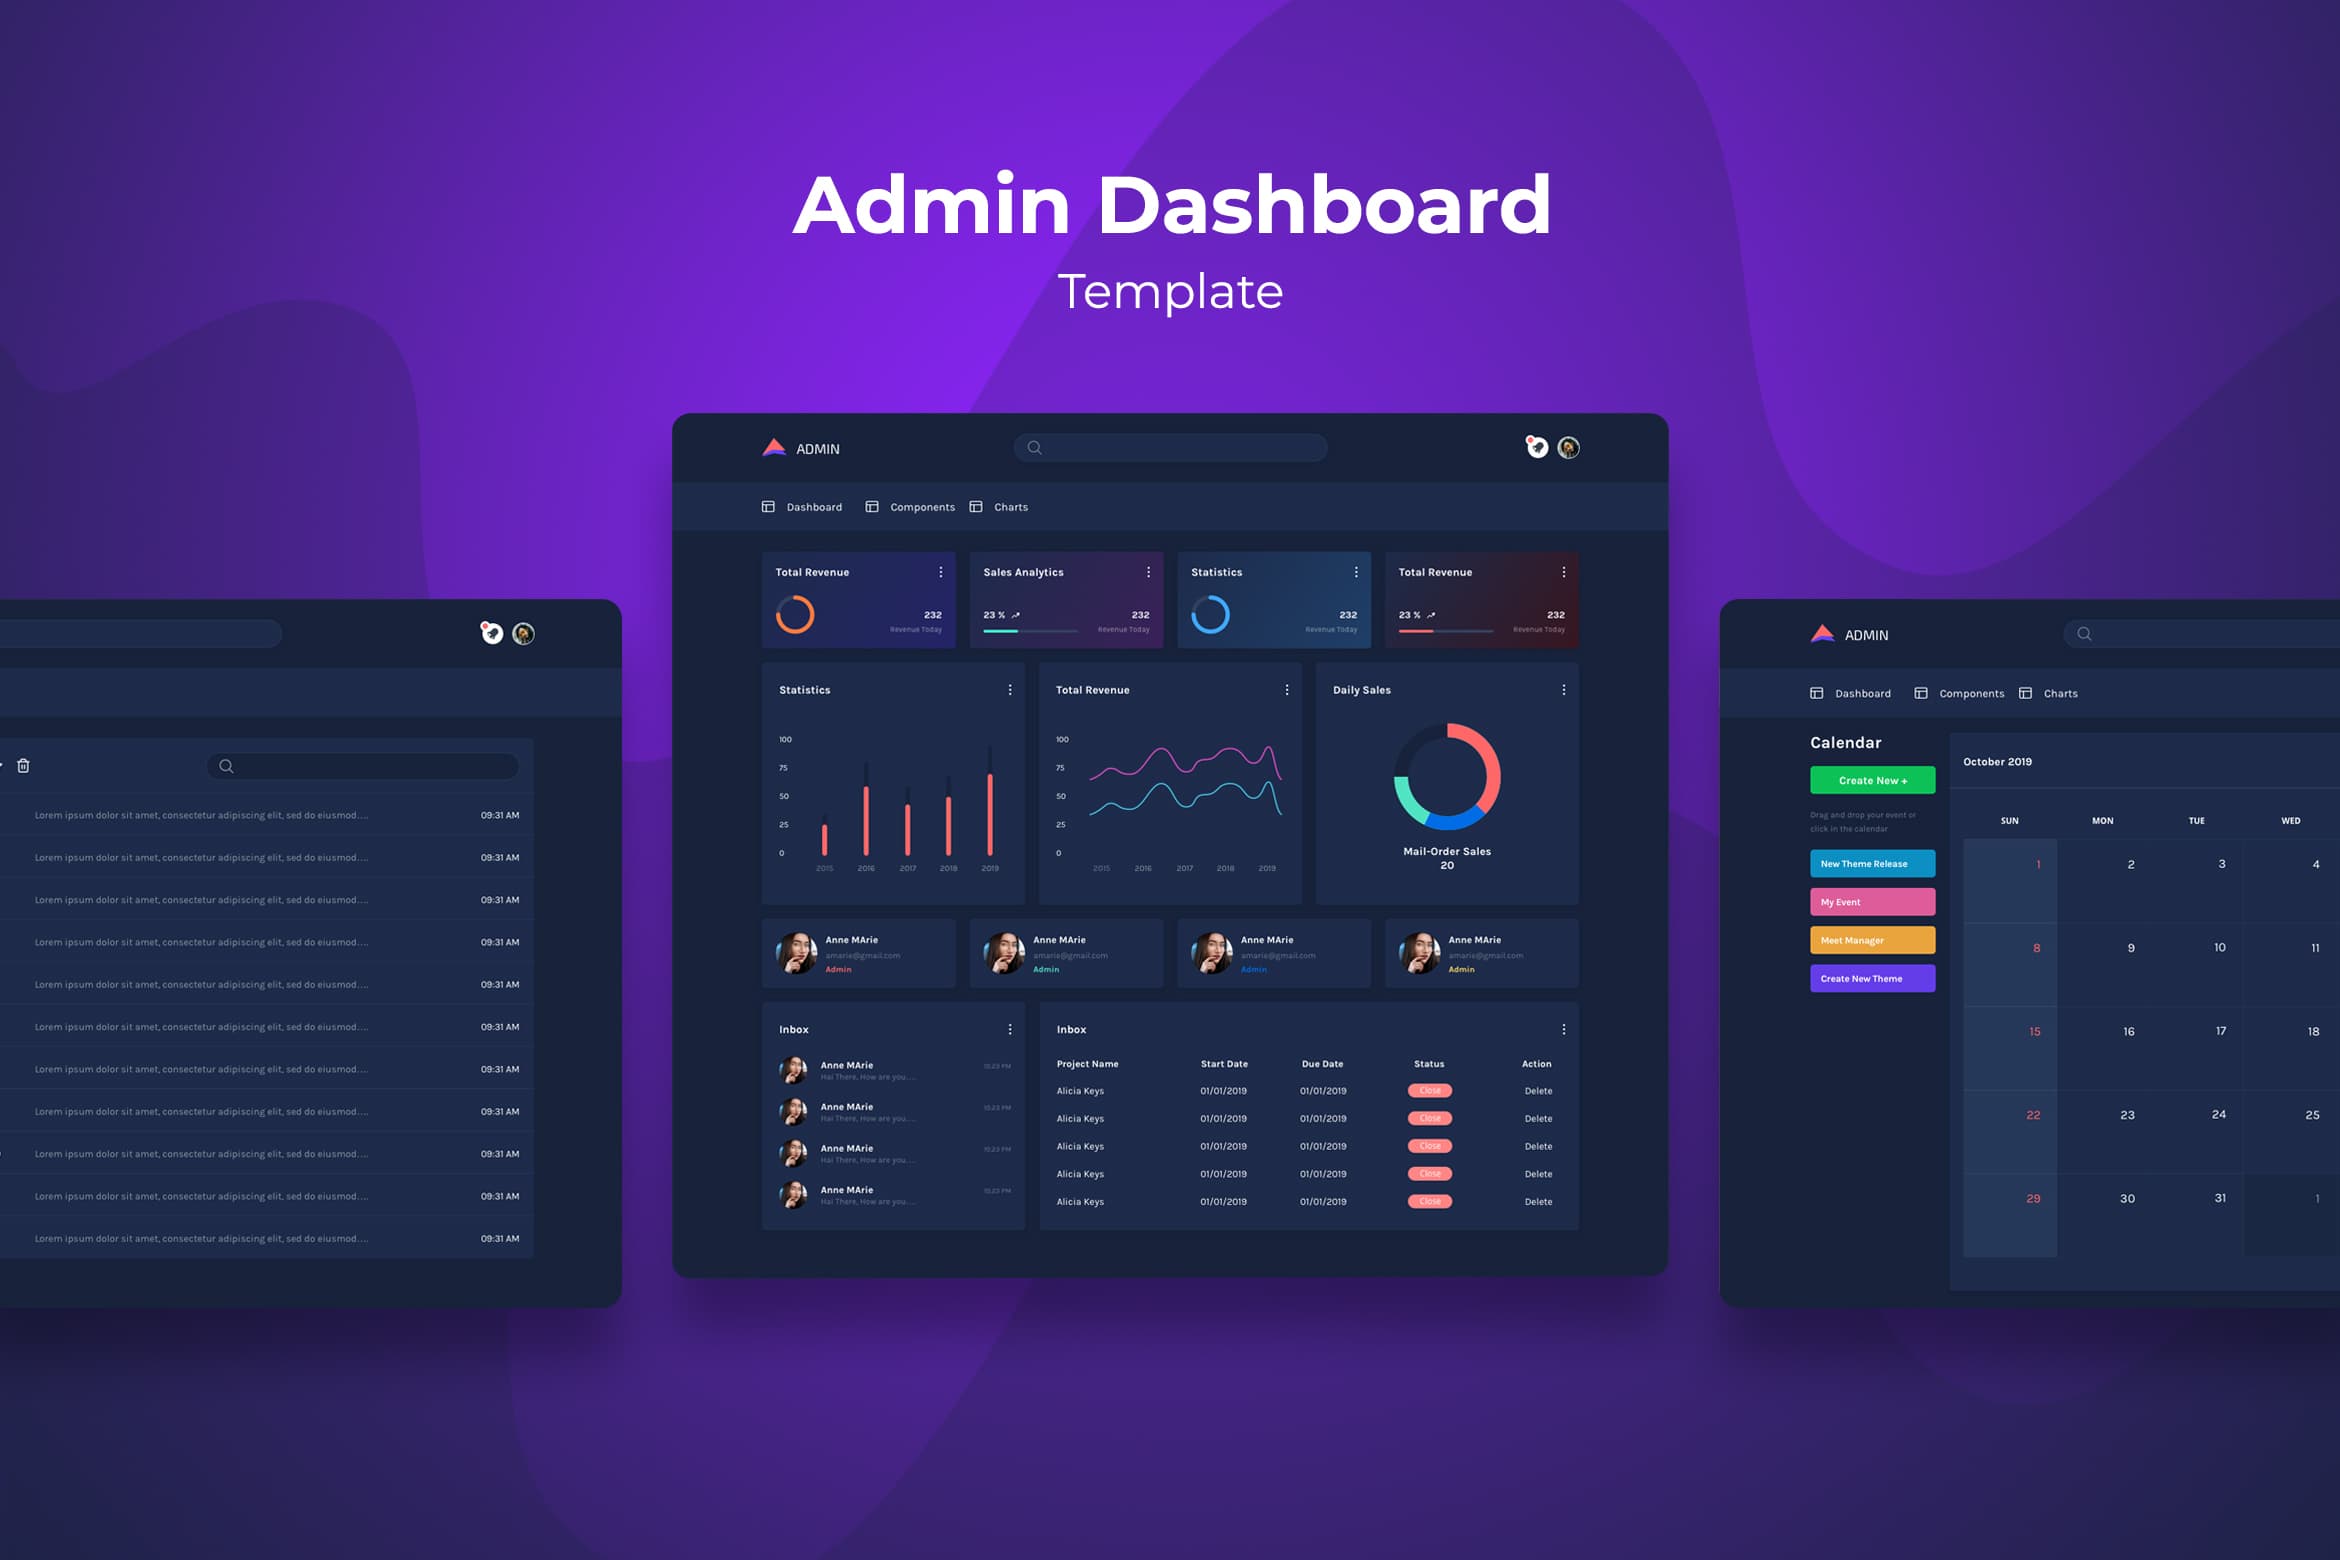 Admin Dashboard
Template
Lorem ipsum dolor sit amet, consectetur adipiscing elit, sed do eiusmod.... 09:31 AM
Lorem ipsum dolor sit amet, consectetur adipiscing elit, sed do eiusmod.... 09:31 AM
Lorem ipsum dolor sit amet, consectetur adipiscing elit, sed do eiusmod.... 09:31 AM
Lorem ipsum dolor sit amet, consectetur adipiscing elit, sed do eiusmod.... 09:31 AM
Lorem ipsum dolor sit amet, consectetur adipiscing elit, sed do eiusmod.... 09:31 AM
Lorem ipsum dolor sit amet, consectetur adipiscing elit, sed do eiusmod.... 09:31 AM
Lorem ipsum dolor sit amet, consectetur adipiscing elit, sed do eiusmod.... 09:31 AM
Lorem ipsum dolor sit amet, consectetur adipiscing elit, sed do eiusmod.... 09:31 AM
Lorem ipsum dolor sit amet, consectetur adipiscing elit, sed do eiusmod.... 09:31 AM
Lorem ipsum dolor sit amet, consectetur adipiscing elit, sed do eiusmod.... 09:31 AM
Lorem ipsum dolor sit amet, consectetur adipiscing elit, sed do eiusmod.... 09:31 AM
ADMIN
Dashboard Components Charts
Total Revenue
232
Revenue Today
Sales Analytics
23 % 232
Revenue Today
Statistics
232
Revenue Today
Total Revenue
23 % 232
Revenue Today
Statistics
100
75
50
25
0
2015 2016 2017 2018 2019
Total Revenue
100
75
50
25
0
2015 2016 2017 2018 2019
Daily Sales
Mail-Order Sales
20
Anne MArie
amarie@gmail.com
Admin
Anne MArie
amarie@gmail.com
Admin
Anne MArie
amarie@gmail.com
Admin
Anne MArie
amarie@gmail.com
Admin
Inbox
Anne MArie 15:23 PM
Hai There, How are you....
Anne MArie 15:23 PM
Hai There, How are you....
Anne MArie 15:23 PM
Hai There, How are you....
Anne MArie 15:23 PM
Hai There, How are you....
Inbox
Project Name Start Date Due Date Status Action
Alicia Keys 01/01/2019 01/01/2019 Close Delete
Alicia Keys 01/01/2019 01/01/2019 Close Delete
Alicia Keys 01/01/2019 01/01/2019 Close Delete
Alicia Keys 01/01/2019 01/01/2019 Close Delete
Alicia Keys 01/01/2019 01/01/2019 Close Delete
ADMIN
Dashboard Components Charts
Calendar
Create New +
Drag and drop your event or
click in the calendar
New Theme Release
My Event
Meet Manager
Create New Theme
October 2019
SUN MON TUE WED
1 2 3 4
8 9 10 11
15 16 17 18
22 23 24 25
29 30 31 1